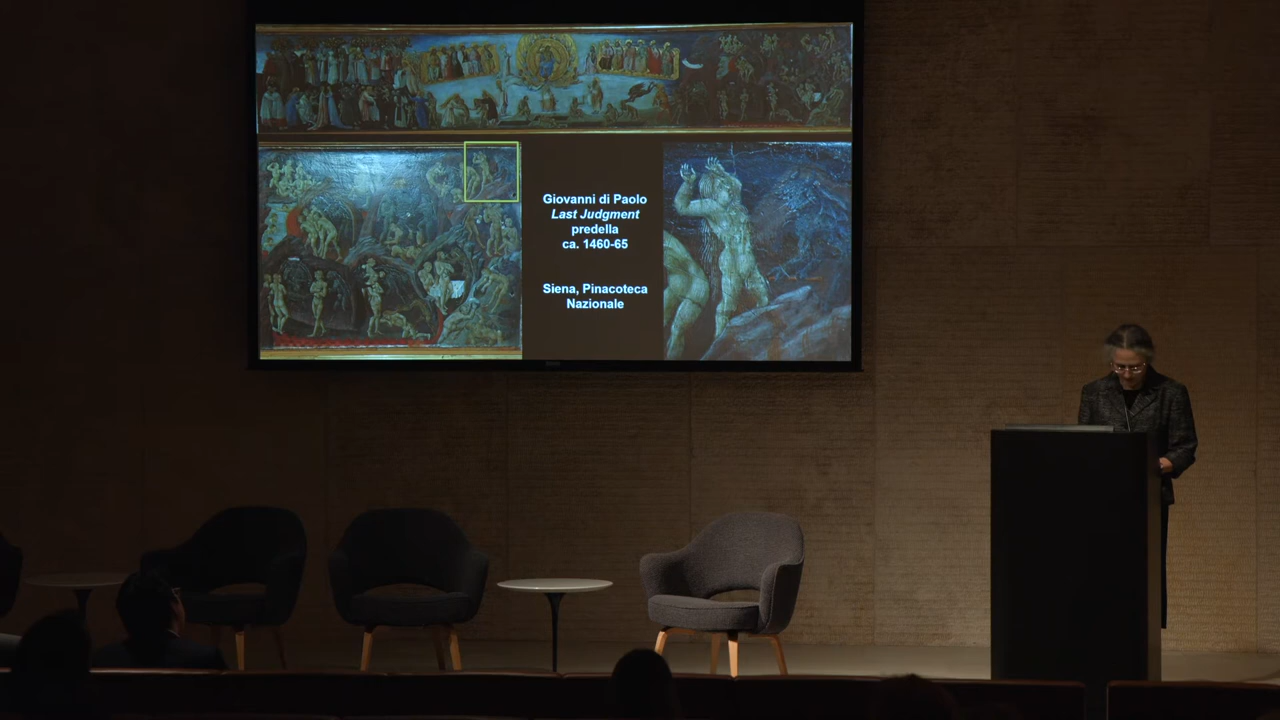 Giovanni di Paolo
Last Judgment
predella
ca. 1460-65
Siena, Pinacoteca
Nazionale